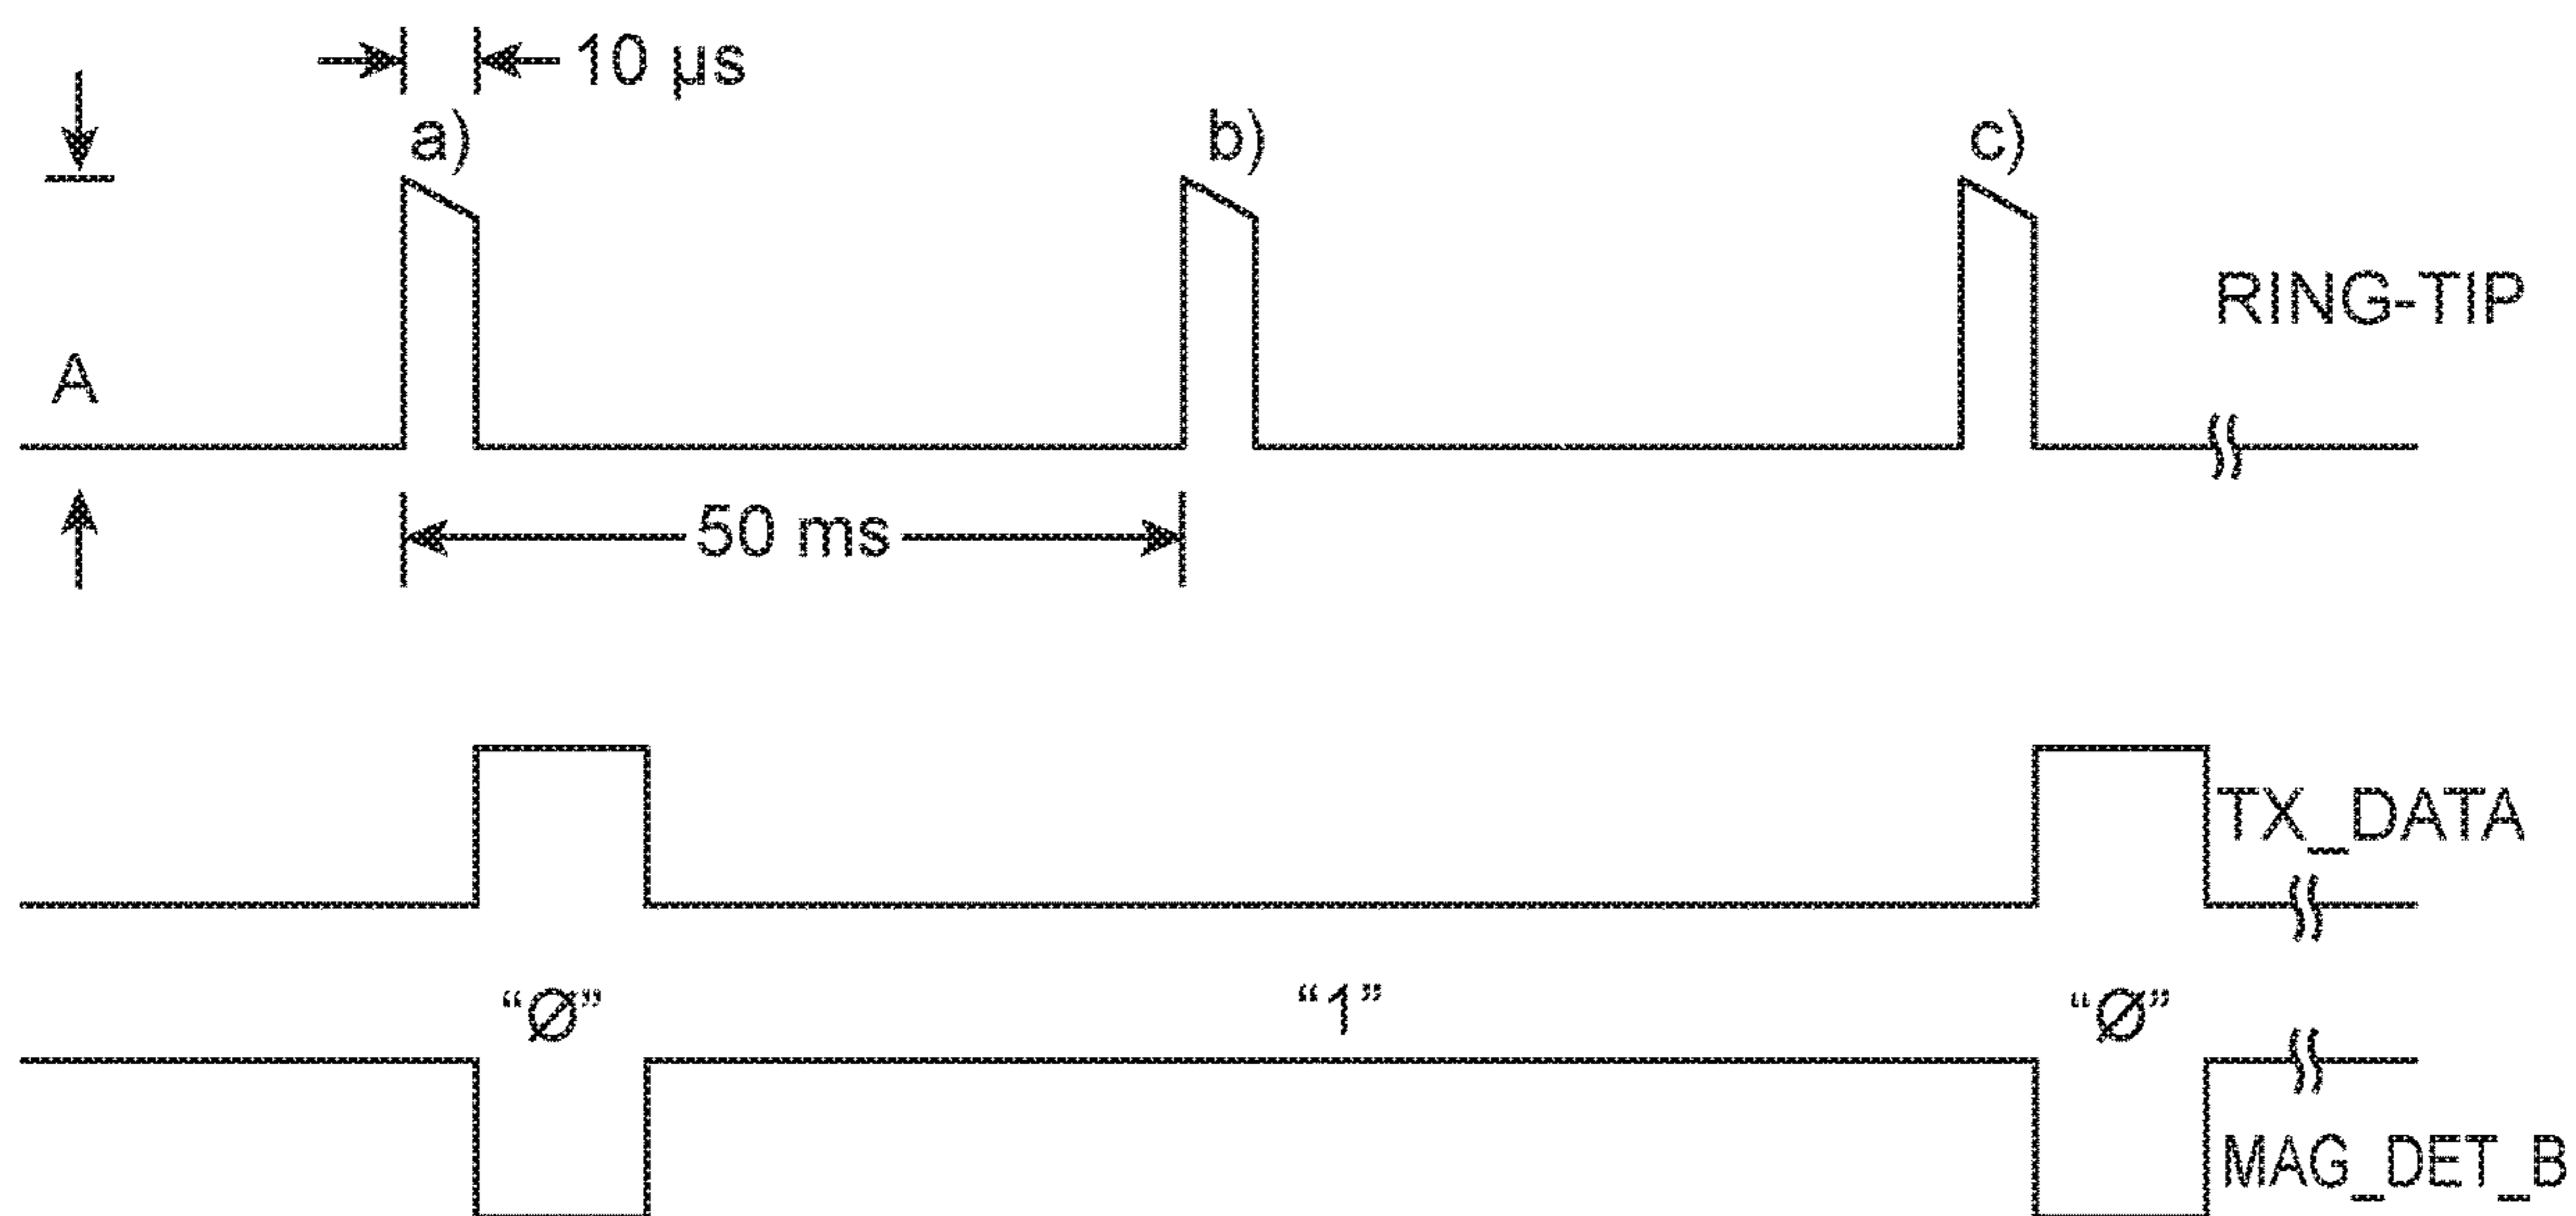 10 µs
a)
b)
c)
RING-TIP
A
50 ms
TX_DATA
“Ø”
“1”
“Ø”
MAG_DET_B